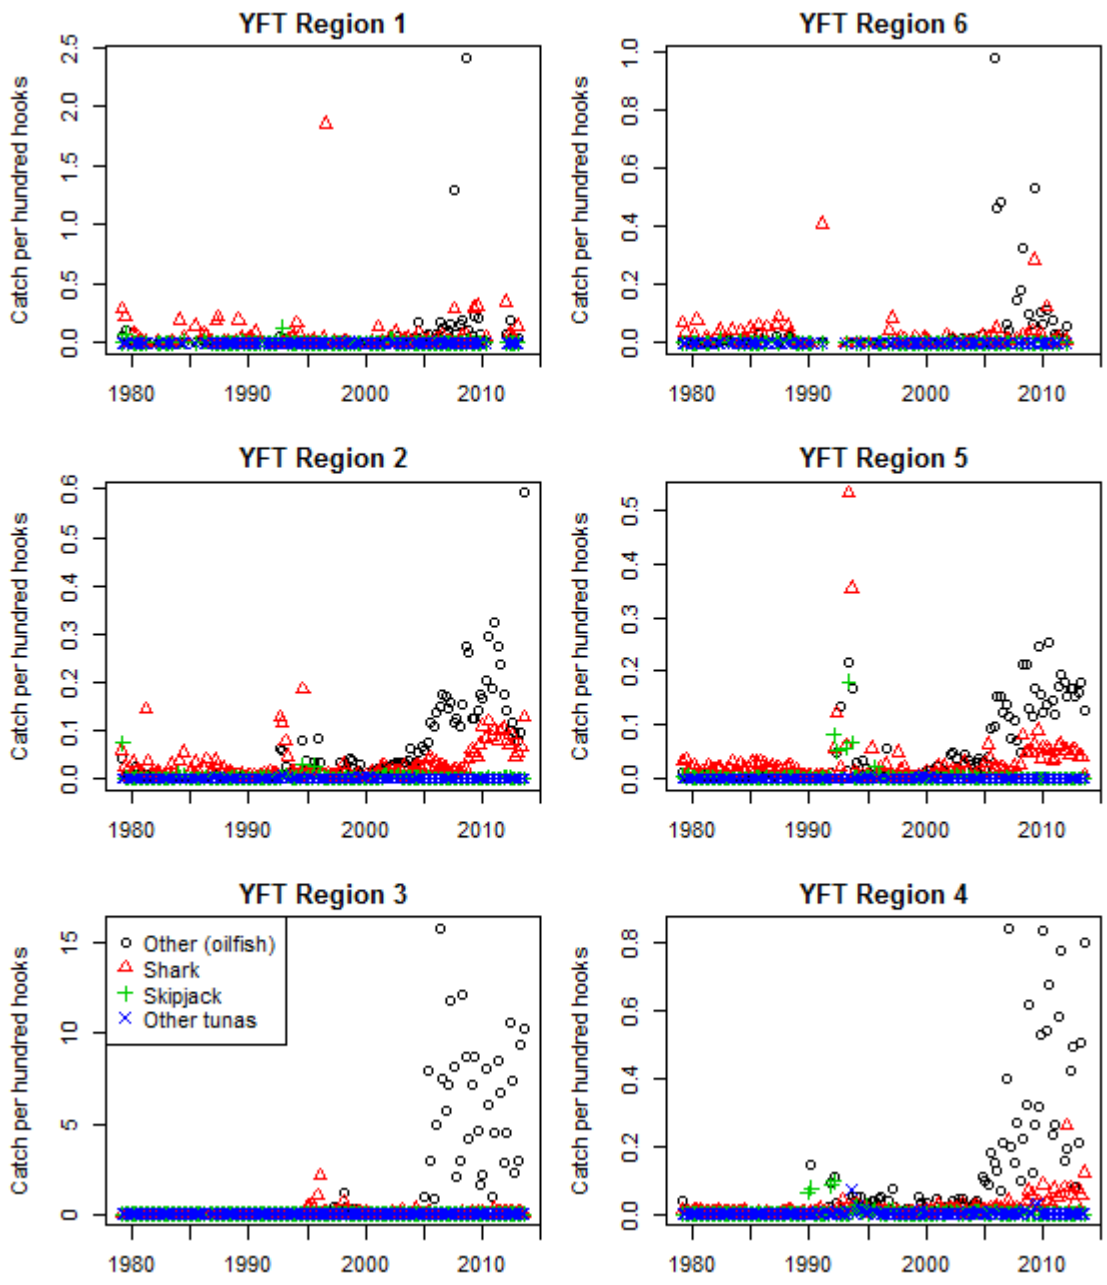 YFT Region 1
Catch per hundred hooks
2.5
2.0
1.5
1.0
0.5
0.0
1980 1990 2000 2010
YFT Region 6
Catch per hundred hooks
1.0
0.8
0.6
0.4
0.2
0.0
1980 1990 2000 2010
YFT Region 2
Catch per hundred hooks
0.6
0.5
0.4
0.3
0.2
0.1
0.0
1980 1990 2000 2010
YFT Region 5
Catch per hundred hooks
0.5
0.4
0.3
0.2
0.1
0.0
1980 1990 2000 2010
YFT Region 3
Catch per hundred hooks
15
10
5
0
Other (oilfish)
Shark
Skipjack
Other tunas
1980 1990 2000 2010
YFT Region 4
Catch per hundred hooks
0.8
0.6
0.4
0.2
0.0
1980 1990 2000 2010